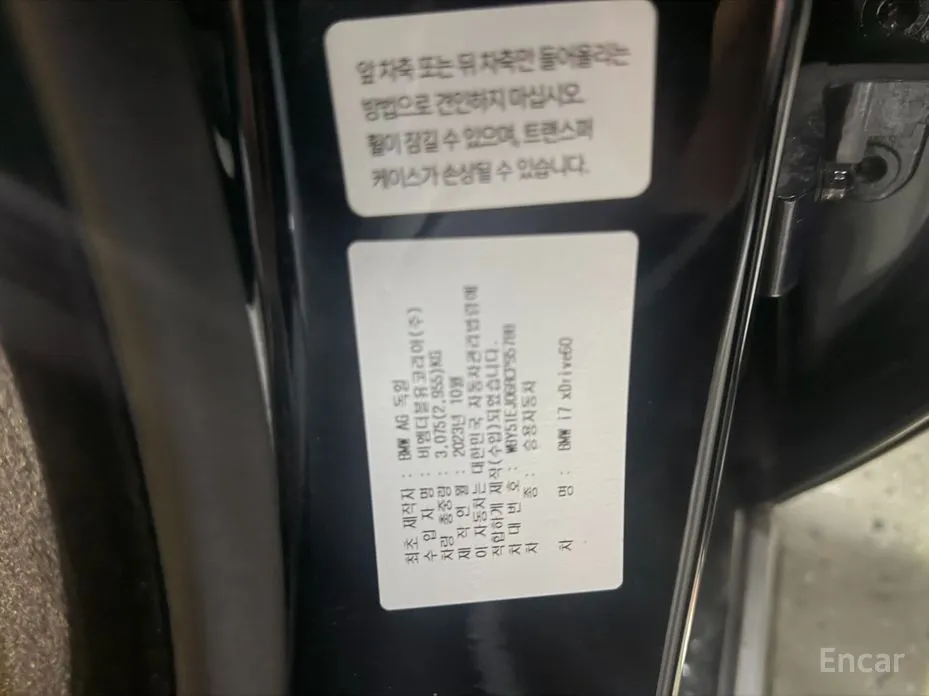 앞 차축 또는 뒤 차축만 들어올리는
방법으로 견인하지 마십시오.
휠이 잠길 수 있으며, 트랜스퍼
케이스가 손상될 수 있습니다.
최초 제작자 : BMW AG 독일
수 입 자 명 : 비엠더블유코리아(주)
차량 총중량 : 3,075(2,955)KG
제 작 연 월 : 2023년 10월
이 자동차는 대한민국 자동차관리법령에
적합하게 제작(수입)되었습니다.
차 대 번 호 :
차 종 : 승용자동차
차 명 : BMW i7 xDrive60
Encar